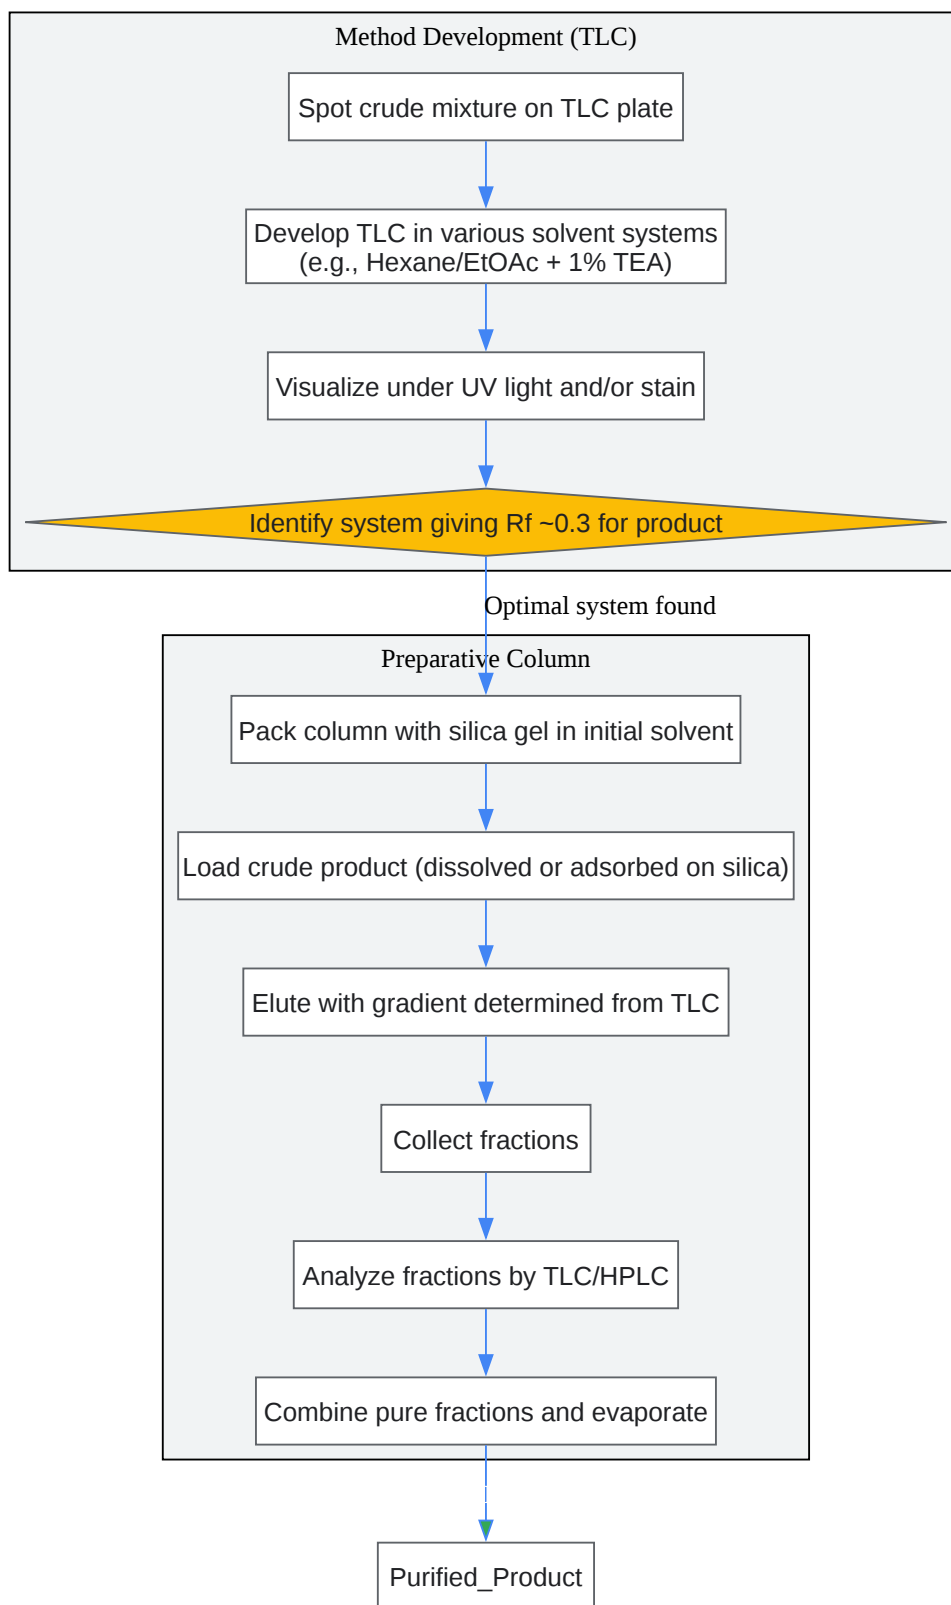 Method Development (TLC)
Spot crude mixture on TLC plate
Develop TLC in various solvent systems
(e.g., Hexane/EtOAc + 1% TEA)
Visualize under UV light and/or stain
Identify system giving Rf ~0.3 for product
Optimal system found
Preparative Column
Pack column with silica gel in initial solvent
Load crude product (dissolved or adsorbed on silica)
Elute with gradient determined from TLC
Collect fractions
Analyze fractions by TLC/HPLC
Combine pure fractions and evaporate
Purified_Product